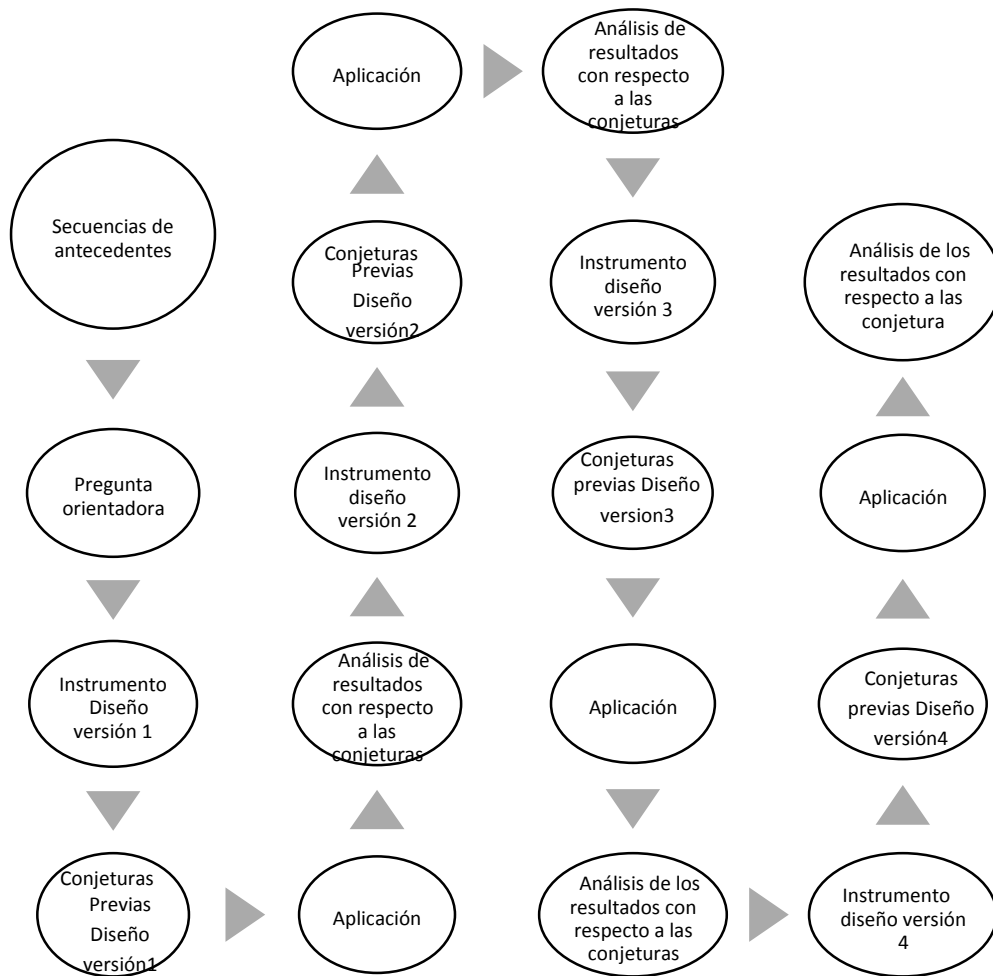 Secuencias de
antecedentes
Pregunta
orientadora
Instrumento
Diseño
versión 1
Conjeturas
Previas
Diseño
versión1
Aplicación
Análisis de
resultados
con respecto
a las
conjeturas
Instrumento
diseño
versión 2
Conjeturas
Previas
Diseño
versión2
Aplicación
Análisis de
resultados
con respecto
a las
conjeturas
Instrumento
diseño
versión 3
Conjeturas
previas Diseño
version3
Aplicación
Análisis de los
resultados con
respecto a las
conjeturas
Instrumento
diseño versión
4
Conjeturas
previas Diseño
versión4
Aplicación
Análisis de los
resultados con
respecto a las
conjetura